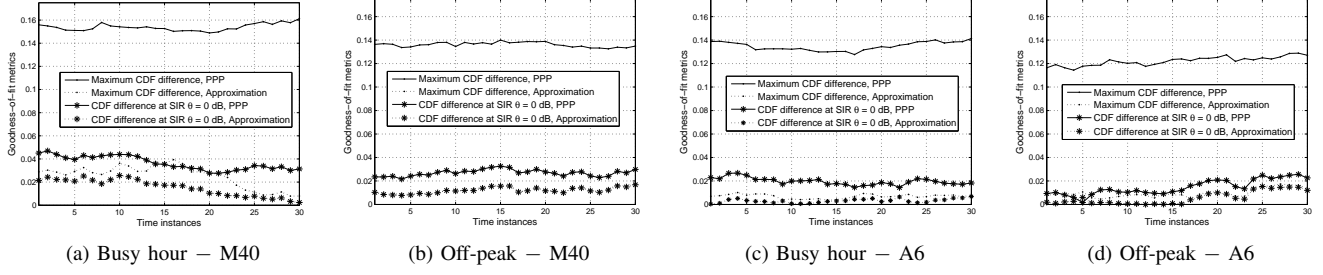 Goodness-of-fit metrics
0.16
0.14
0.12
0.1
0.08
0.06
0.04
0.02
0
Maximum CDF difference, PPP
Maximum CDF difference, Approximation
CDF difference at SIR θ = 0 dB, PPP
CDF difference at SIR θ = 0 dB, Approximation
5 10 15 20 25 30
Time instances
(a) Busy hour − M40
Goodness-of-fit metrics
0.16
0.14
0.12
0.1
0.08
0.06
0.04
0.02
0
Maximum CDF difference, PPP
Maximum CDF difference, Approximation
CDF difference at SIR θ = 0 dB, PPP
CDF difference at SIR θ = 0 dB, Approximation
5 10 15 20 25 30
Time instances
(b) Off-peak − M40
Goodness-of-fit metrics
0.16
0.14
0.12
0.1
0.08
0.06
0.04
0.02
0
Maximum CDF difference, PPP
Maximum CDF difference, Approximation
CDF difference at SIR θ = 0 dB, PPP
CDF difference at SIR θ = 0 dB, Approximation
5 10 15 20 25 30
Time instances
(c) Busy hour − A6
Goodness-of-fit metrics
0.16
0.14
0.12
0.1
0.08
0.06
0.04
0.02
0
Maximum CDF difference, PPP
Maximum CDF difference, Approximation
CDF difference at SIR θ = 0 dB, PPP
CDF difference at SIR θ = 0 dB, Approximation
5 10 15 20 25 30
Time instances
(d) Off-peak − A6